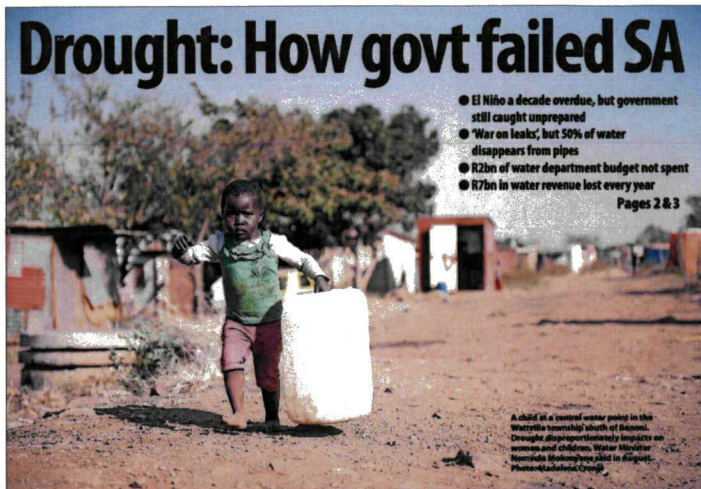 Drought: How govt failed SA
● El Niño a decade overdue, but government
still caught unprepared
● ‘War on leaks’, but 50% of water
disappears from pipes
● R2bn of water department budget not spent
● R7bn in water revenue lost every year
Pages 2 & 3
A child at a central water point in the
Wattville township south of Benoni.
Drought disproportionately impacts on
women and children, Water Minister
Nomvula Mokonyane said in August.
Photo: Madelene Cronjé